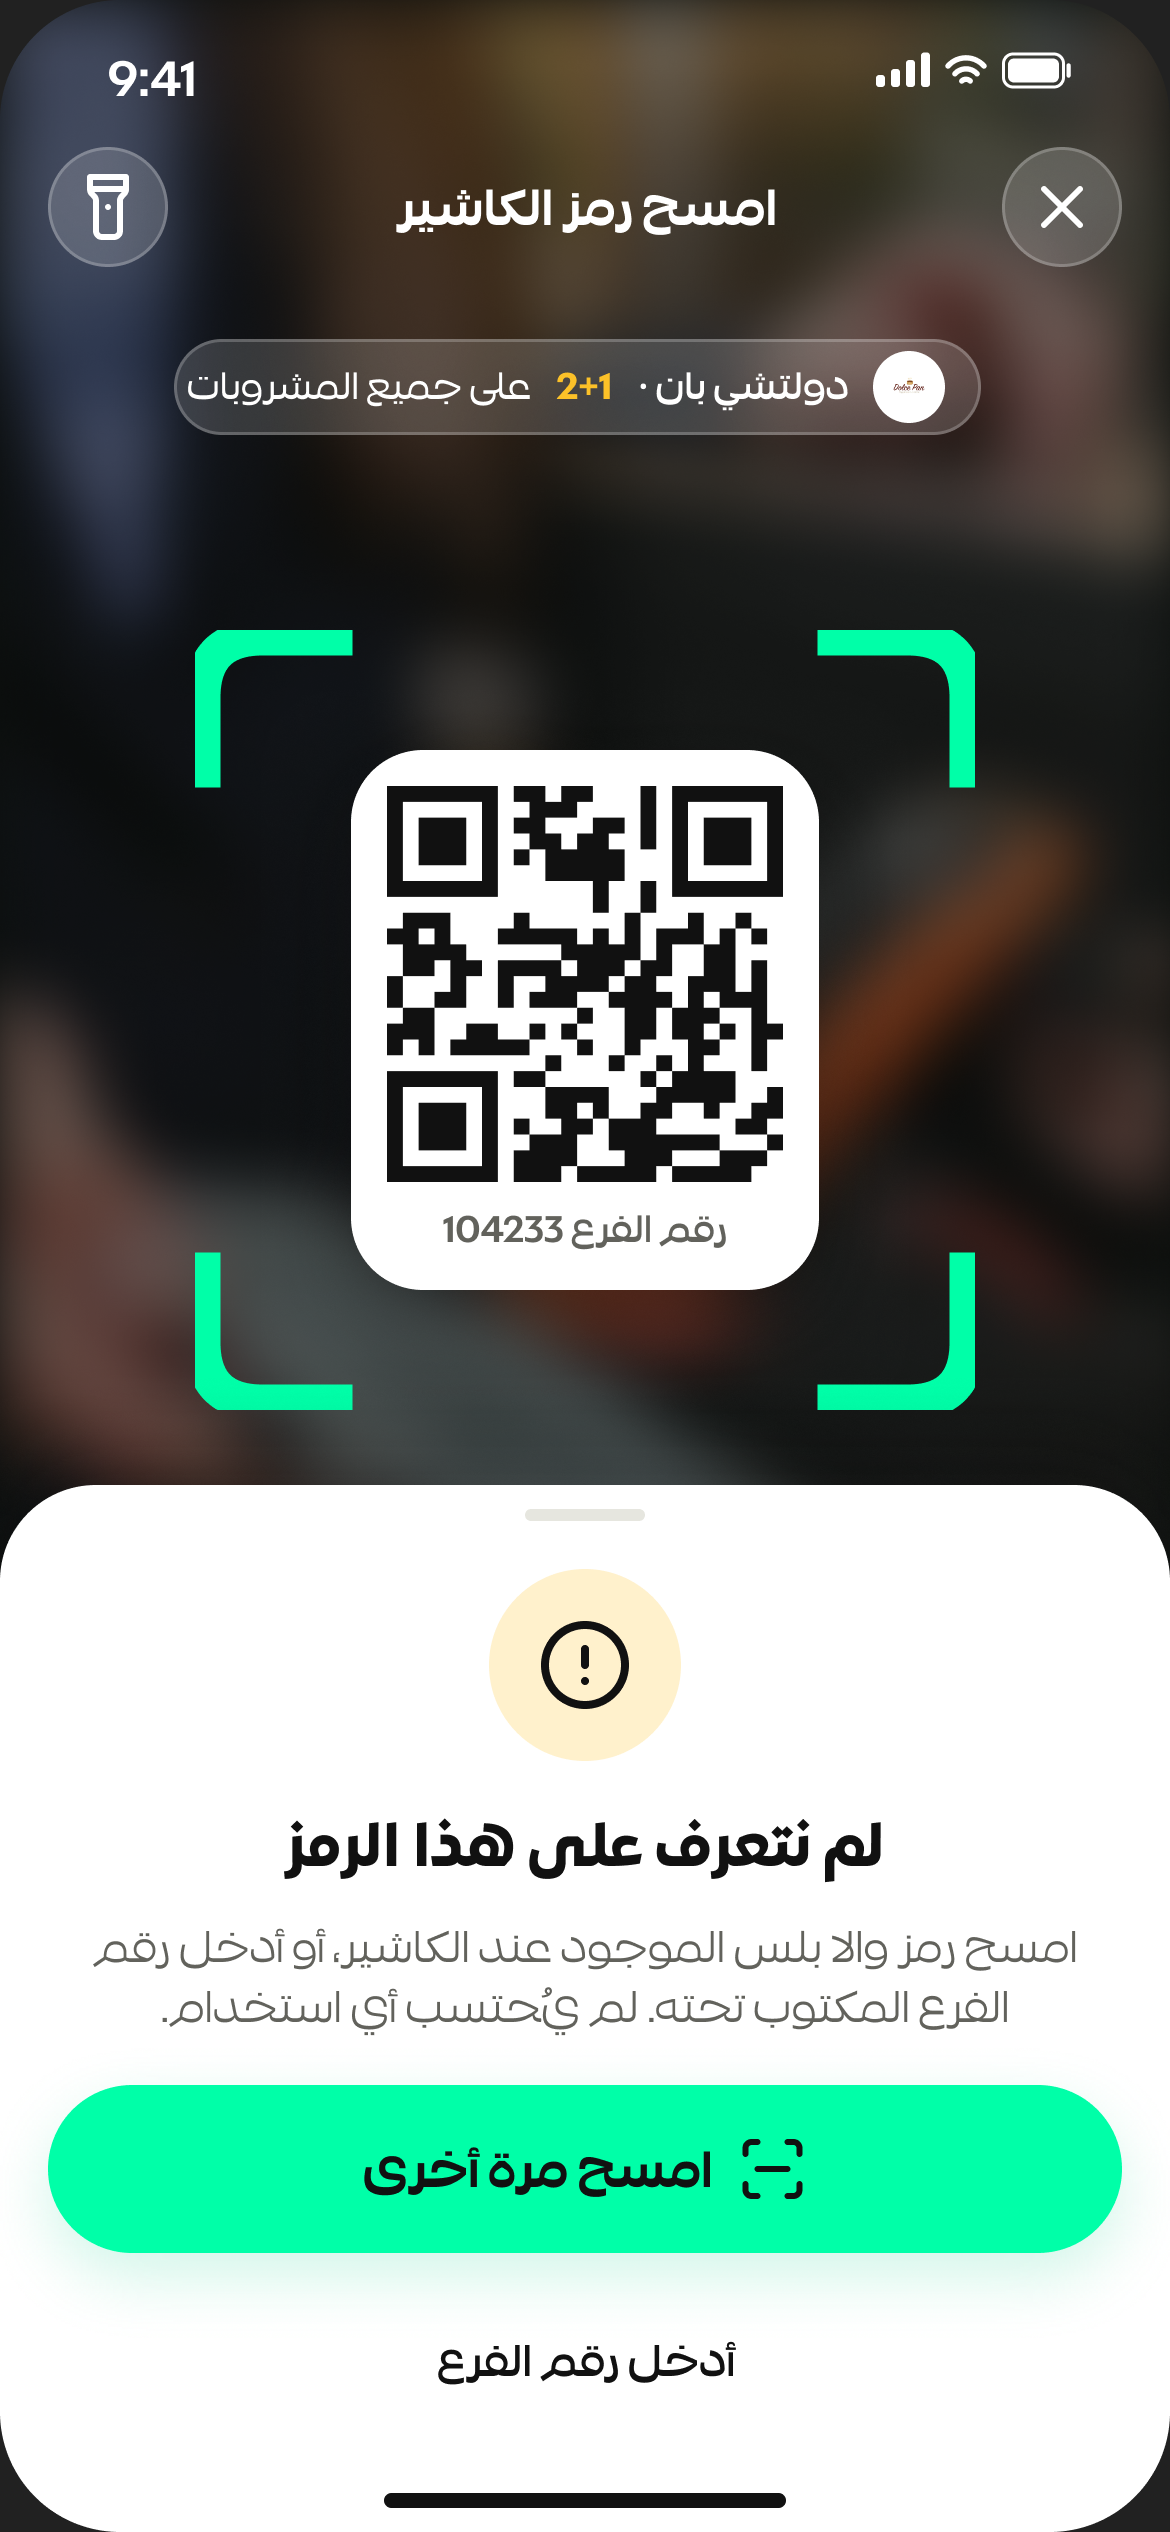 9:41
امسح رمز الكاشير
Dolce Pan
دولتشي بان · 2+1 على جميع المشروبات
رقم الفرع 104233
لم نتعرف على هذا الرمز
امسح رمز والا بلس الموجود عند الكاشير، أو أدخل رقم
الفرع المكتوب تحته. لم يُحتسب أي استخدام.
امسح مرة أخرى
أدخل رقم الفرع